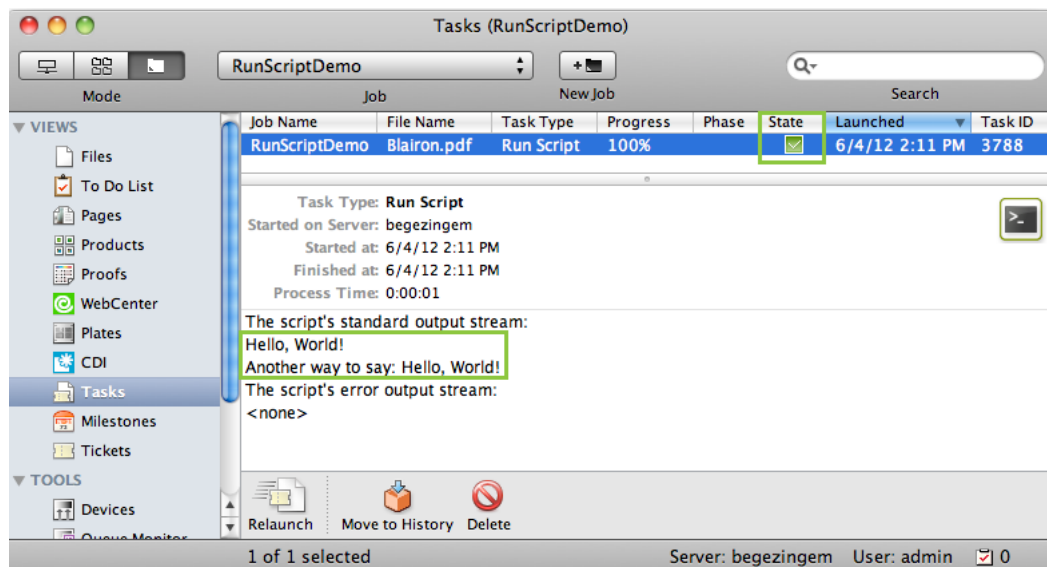 Tasks (RunScriptDemo)
RunScriptDemo
Mode
Job
New Job
Search
VIEWS
Files
To Do List
Pages
Products
Proofs
WebCenter
Plates
CDI
Tasks
Milestones
Tickets
TOOLS
Devices
Queue Monitor
Job Name File Name Task Type Progress Phase State Launched Task ID
RunScriptDemo Blairon.pdf Run Script 100% 6/4/12 2:11 PM 3788
Task Type: Run Script
Started on Server: begezingem
Started at: 6/4/12 2:11 PM
Finished at: 6/4/12 2:11 PM
Process Time: 0:00:01
The script's standard output stream:
Hello, World!
Another way to say: Hello, World!
The script's error output stream:
<none>
Relaunch Move to History Delete
1 of 1 selected Server: begezingem User: admin 0